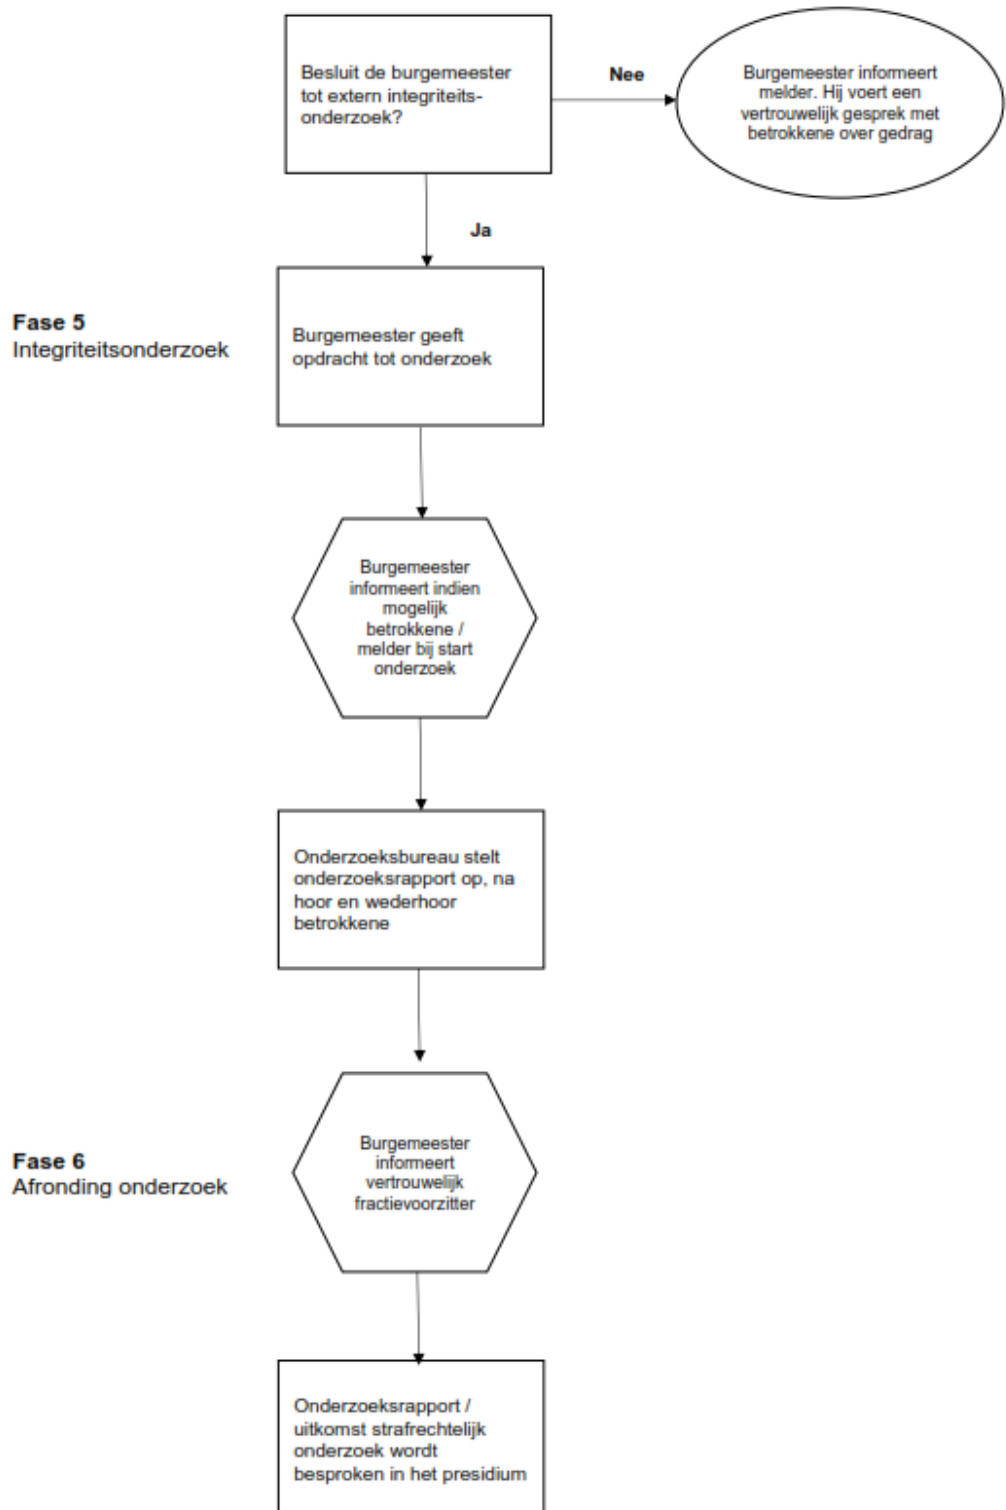 Besluit de burgemeester
tot extern integriteits-
onderzoek?
Nee
Burgemeester informeert
melder. Hij voert een
vertrouwelijk gesprek met
betrokkene over gedrag
Ja
Fase 5
Integriteitsonderzoek
Burgemeester geeft
opdracht tot onderzoek
Burgemeester
informeert indien
mogelijk
betrokkene /
melder bij start
onderzoek
Onderzoeksbureau stelt
onderzoeksrapport op, na
hoor en wederhoor
betrokkene
Fase 6
Afronding onderzoek
Burgemeester
informeert
vertrouwelijk
fractievoorzitter
Onderzoeksrapport /
uitkomst strafrechtelijk
onderzoek wordt
besproken in het presidium